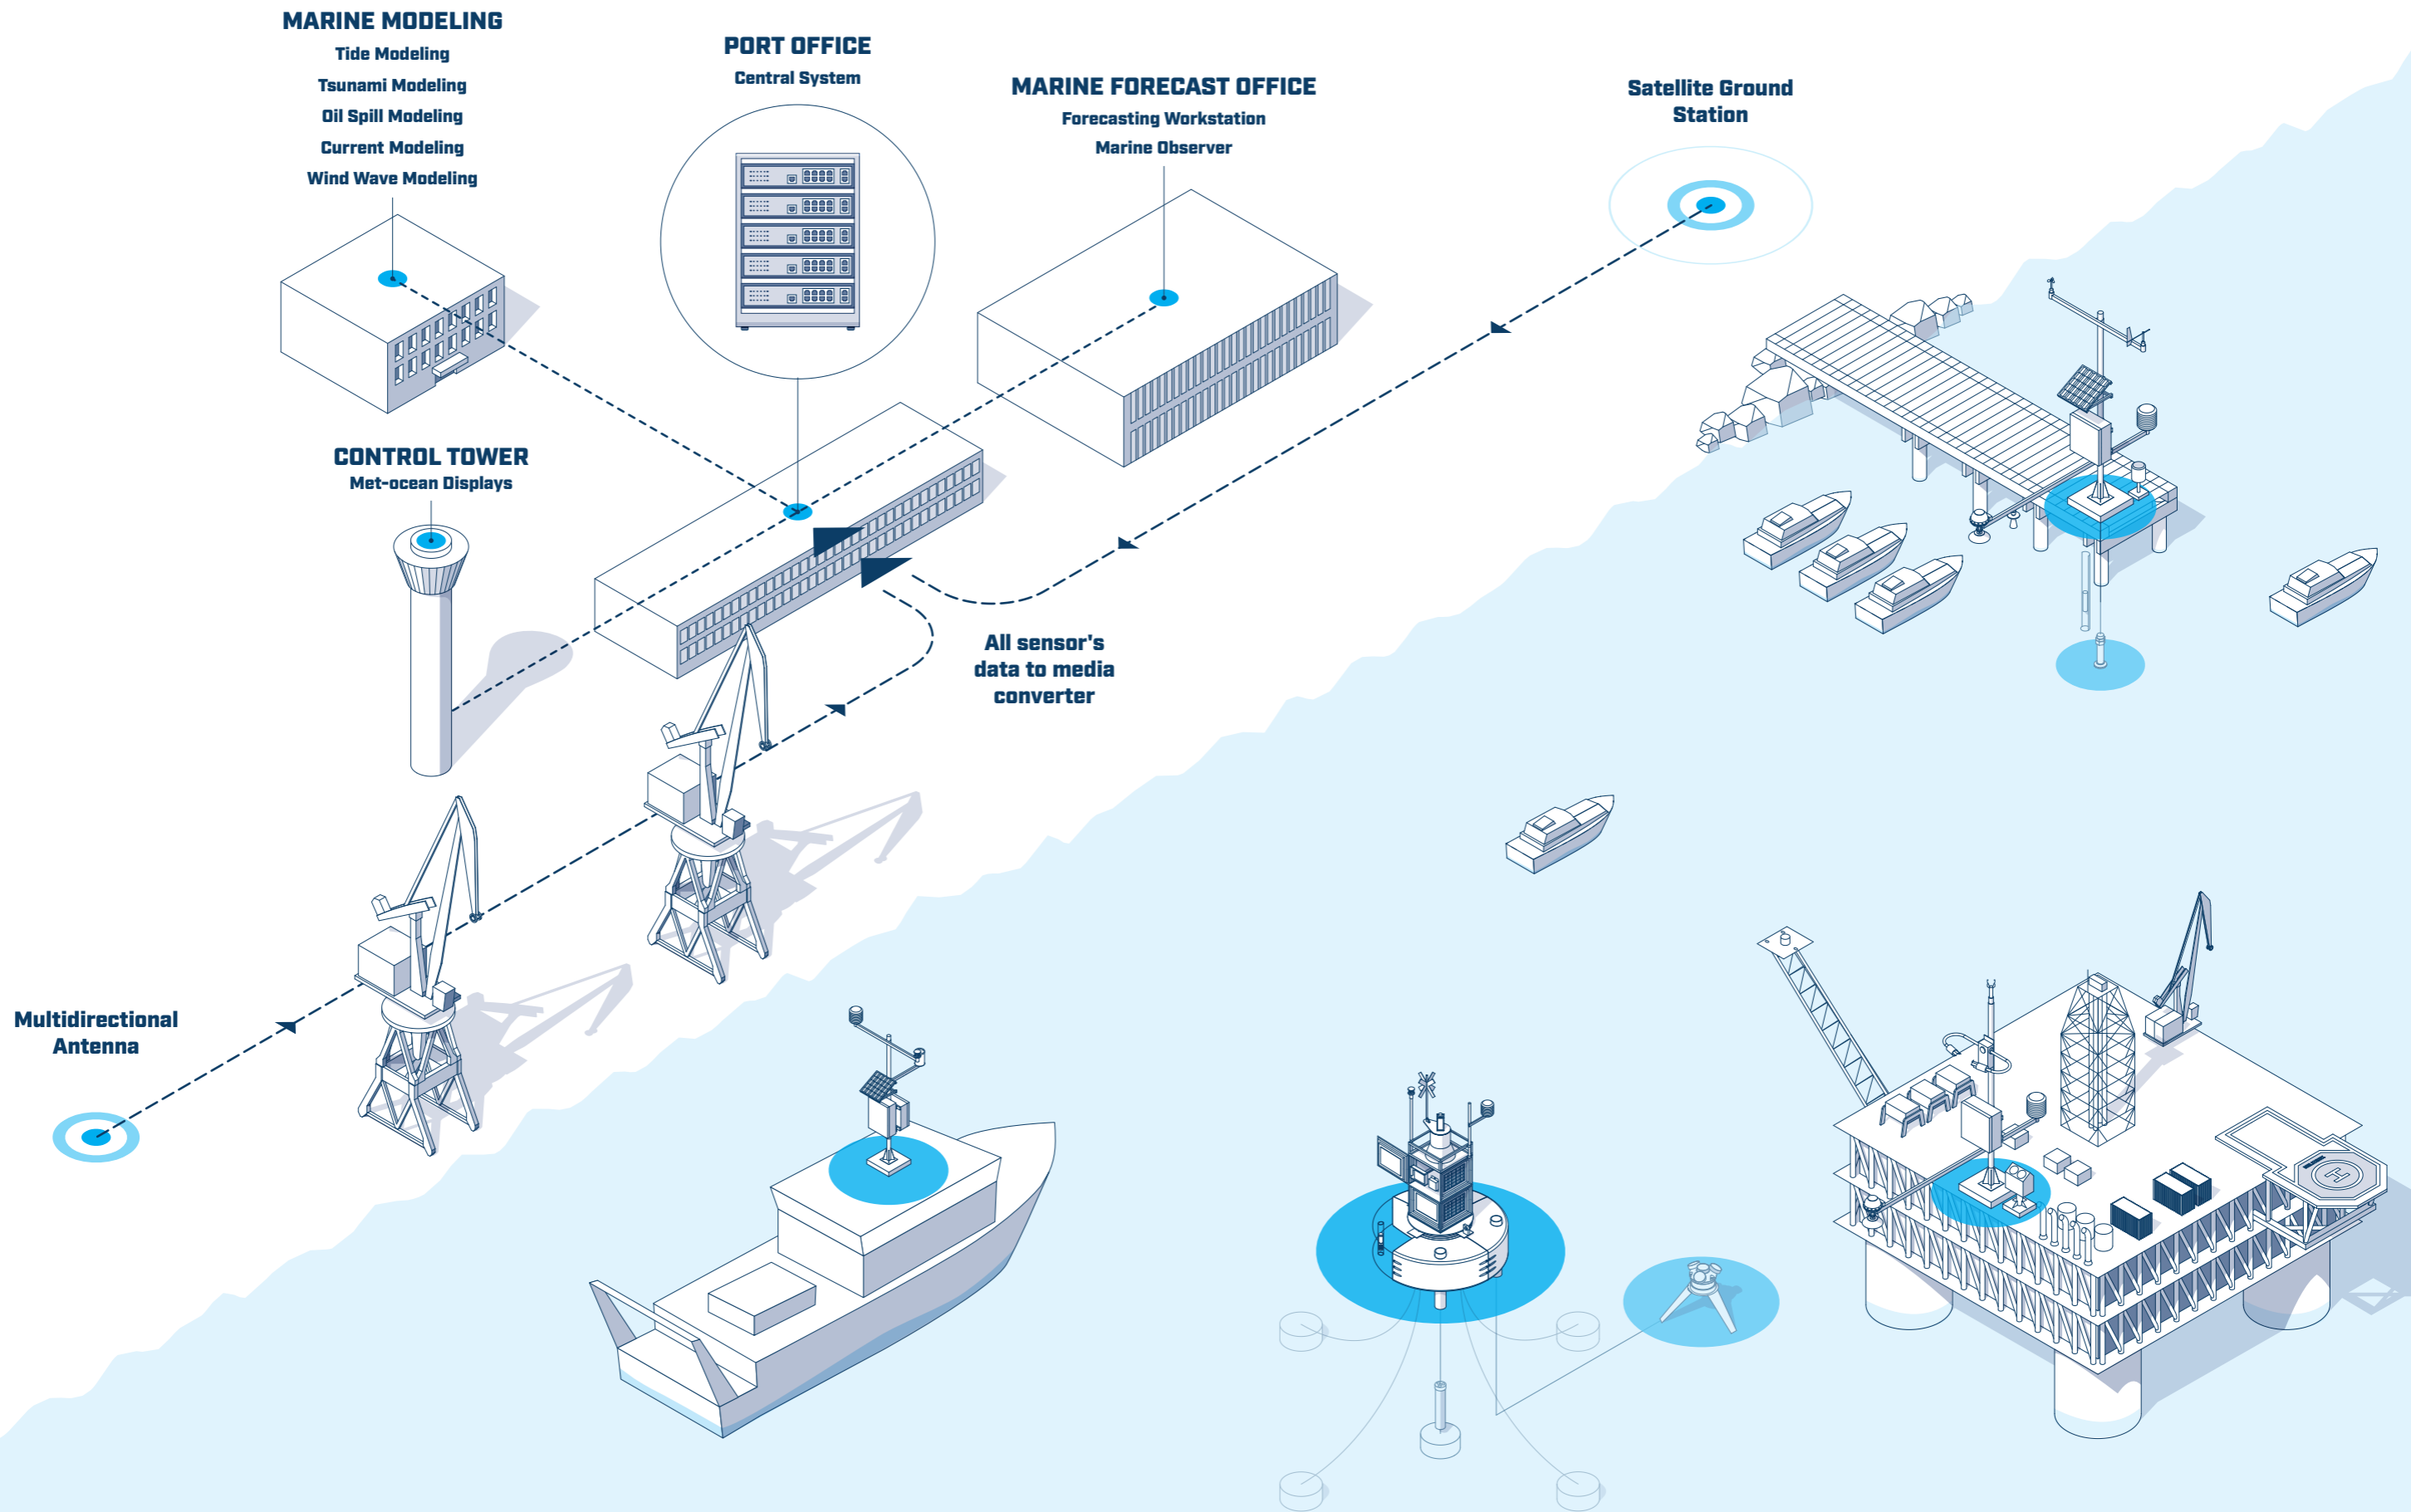 MARINE MODELING
Tide Modeling
Tsunami Modeling
Oil Spill Modeling
Current Modeling
Wind Wave Modeling
PORT OFFICE
Central System
MARINE FORECAST OFFICE
Forecasting Workstation
Marine Observer
Satellite Ground
Station
CONTROL TOWER
Met-ocean Displays
All sensor's
data to media
converter
Multidirectional
Antenna
H